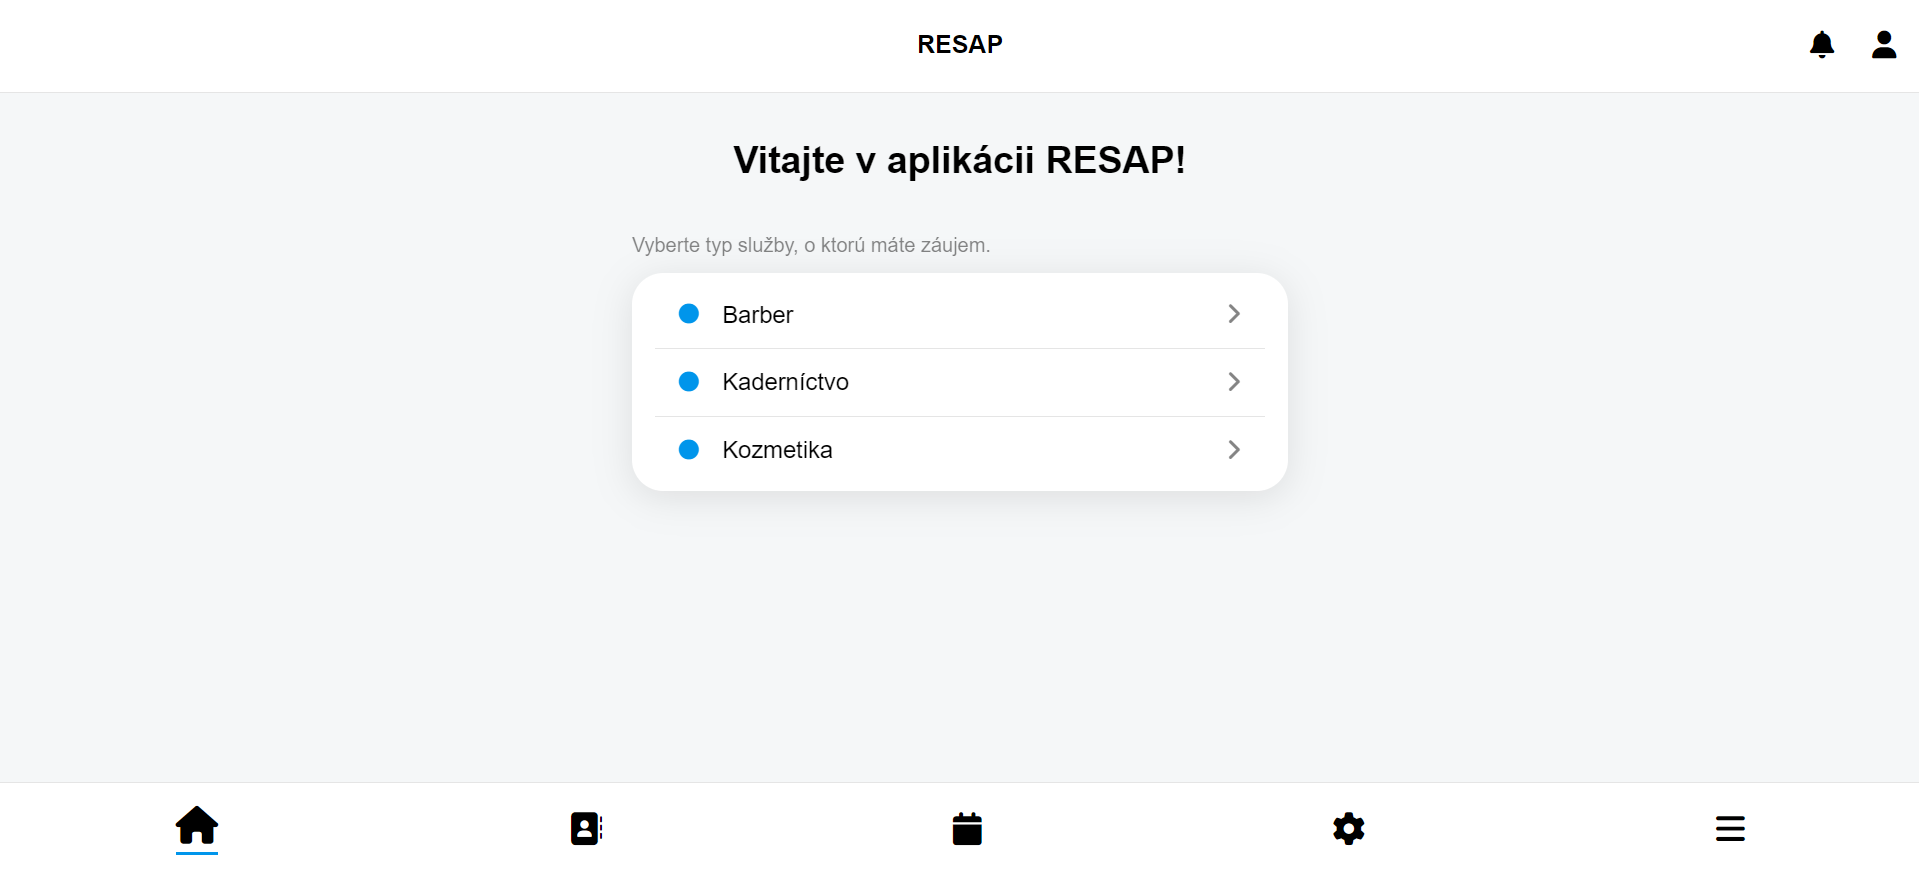 RESAP
Vitajte v aplikácii RESAP!
Vyberte typ služby, o ktorú máte záujem.
Barber
Kaderníctvo
Kozmetika